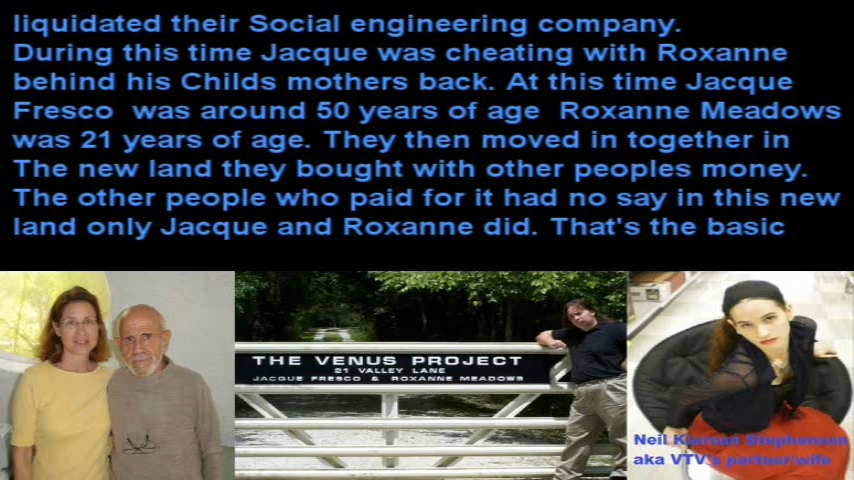 liquidated their Social engineering company.
During this time Jacque was cheating with Roxanne
behind his Childs mothers back. At this time Jacque
Fresco was around 50 years of age Roxanne Meadows
was 21 years of age. They then moved in together in
The new land they bought with other peoples money.
The other people who paid for it had no say in this new
land only Jacque and Roxanne did. That's the basic
THE VENUS PROJECT
21 VALLEY LANE
JACQUE FRESCO & ROXANNE MEADOWS
Neil Kiernan Stephenson
aka VTV's partner/wife